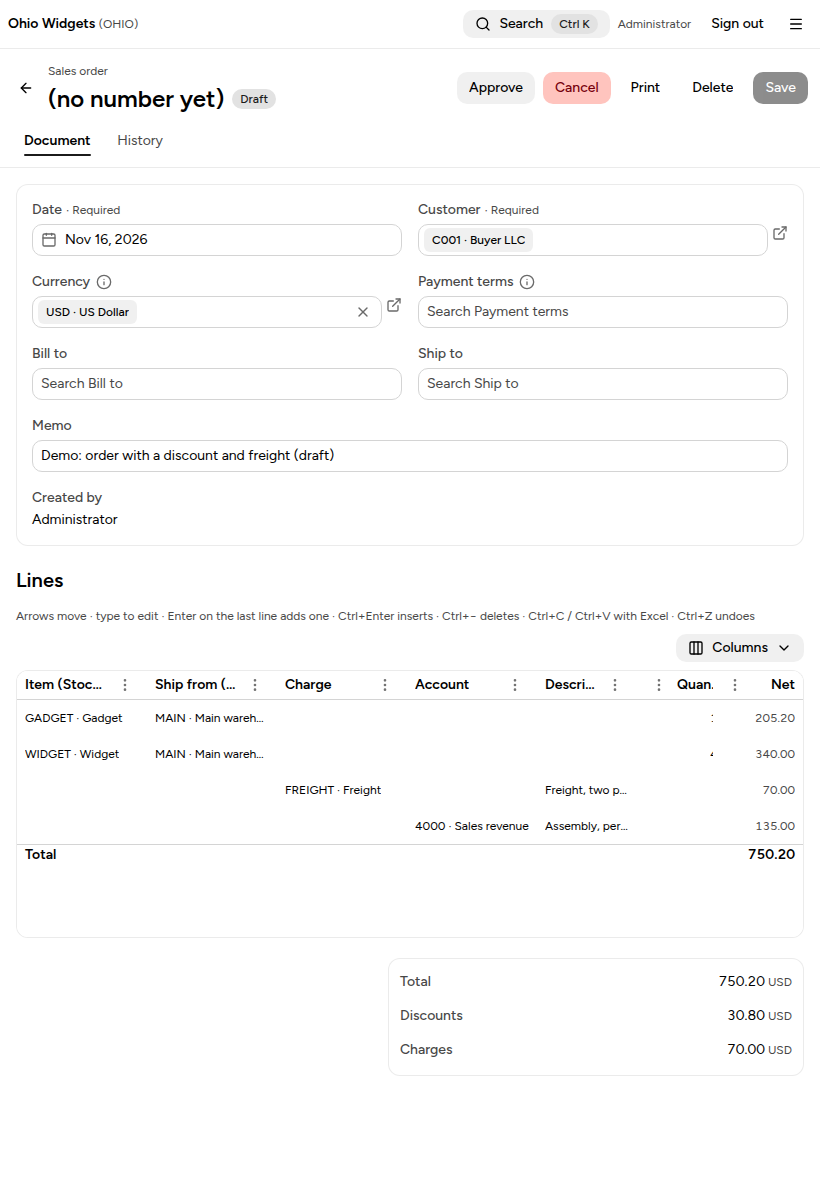 Ohio Widgets (OHIO) Search Ctrl K Administrator Sign out
Sales order
(no number yet) Draft
Approve Cancel Print Delete Save
Document History
Date · Required Customer · Required
Nov 16, 2026 C001 · Buyer LLC
Currency Payment terms
USD · US Dollar Search Payment terms
Bill to Ship to
Search Bill to Search Ship to
Memo
Demo: order with a discount and freight (draft)
Created by
Administrator
Lines
Arrows move · type to edit · Enter on the last line adds one · Ctrl+Enter inserts · Ctrl+− deletes · Ctrl+C / Ctrl+V with Excel · Ctrl+Z undoes
Columns
Item (Stoc... Ship from (... Charge Account Descri... Quan. Net
GADGET · Gadget MAIN · Main wareh... 205.20
WIDGET · Widget MAIN · Main wareh... 340.00
FREIGHT · Freight Freight, two p... 70.00
4000 · Sales revenue Assembly, per... 135.00
Total 750.20
Total 750.20 USD
Discounts 30.80 USD
Charges 70.00 USD